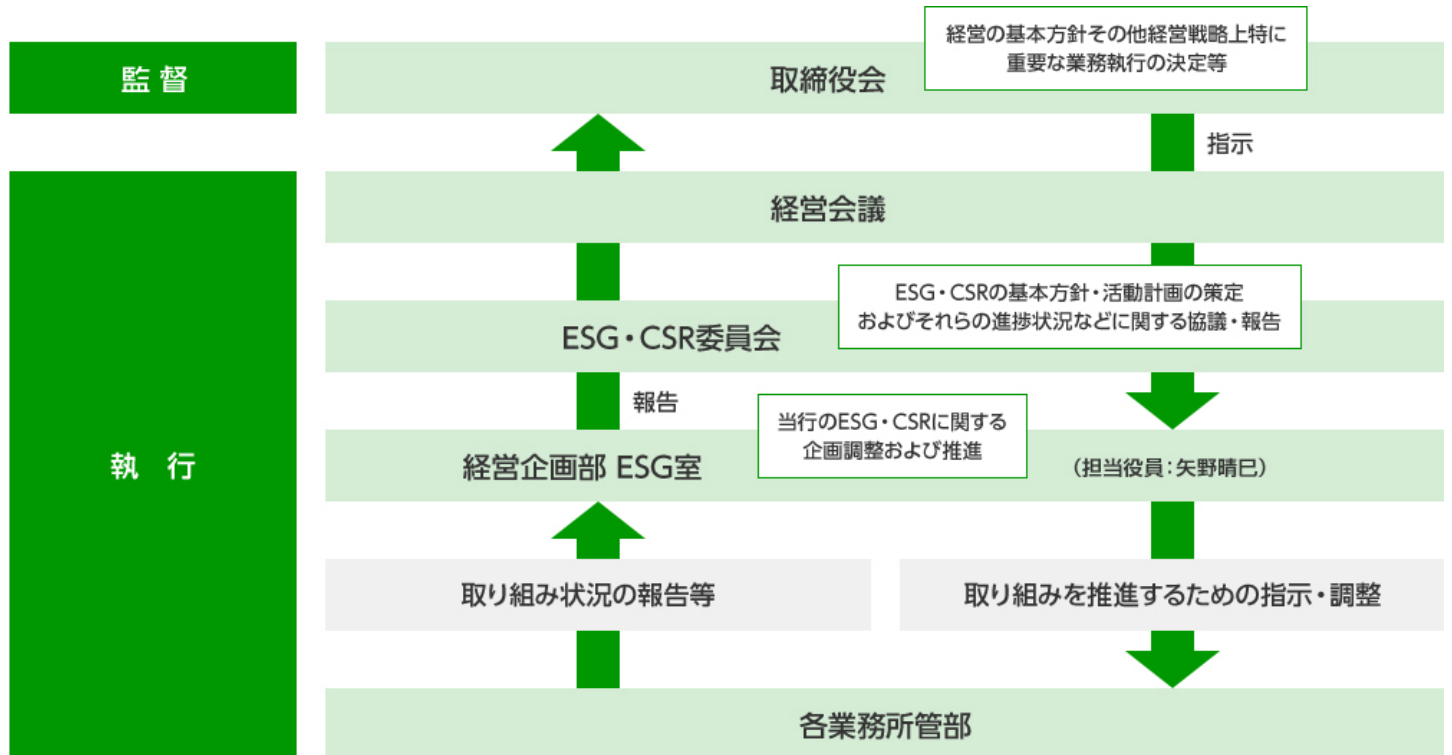 経営の基本方針その他経営戦略上特に
重要な業務執行の決定等
監 督
取締役会
指示
経営会議
ESG・CSRの基本方針・活動計画の策定
およびそれらの進捗状況などに関する協議・報告
ESG・CSR委員会
報告
当行のESG・CSRに関する
企画調整および推進
執 行
経営企画部 ESG室
（担当役員：矢野晴巳）
取り組み状況の報告等
取り組みを推進するための指示・調整
各業務所管部